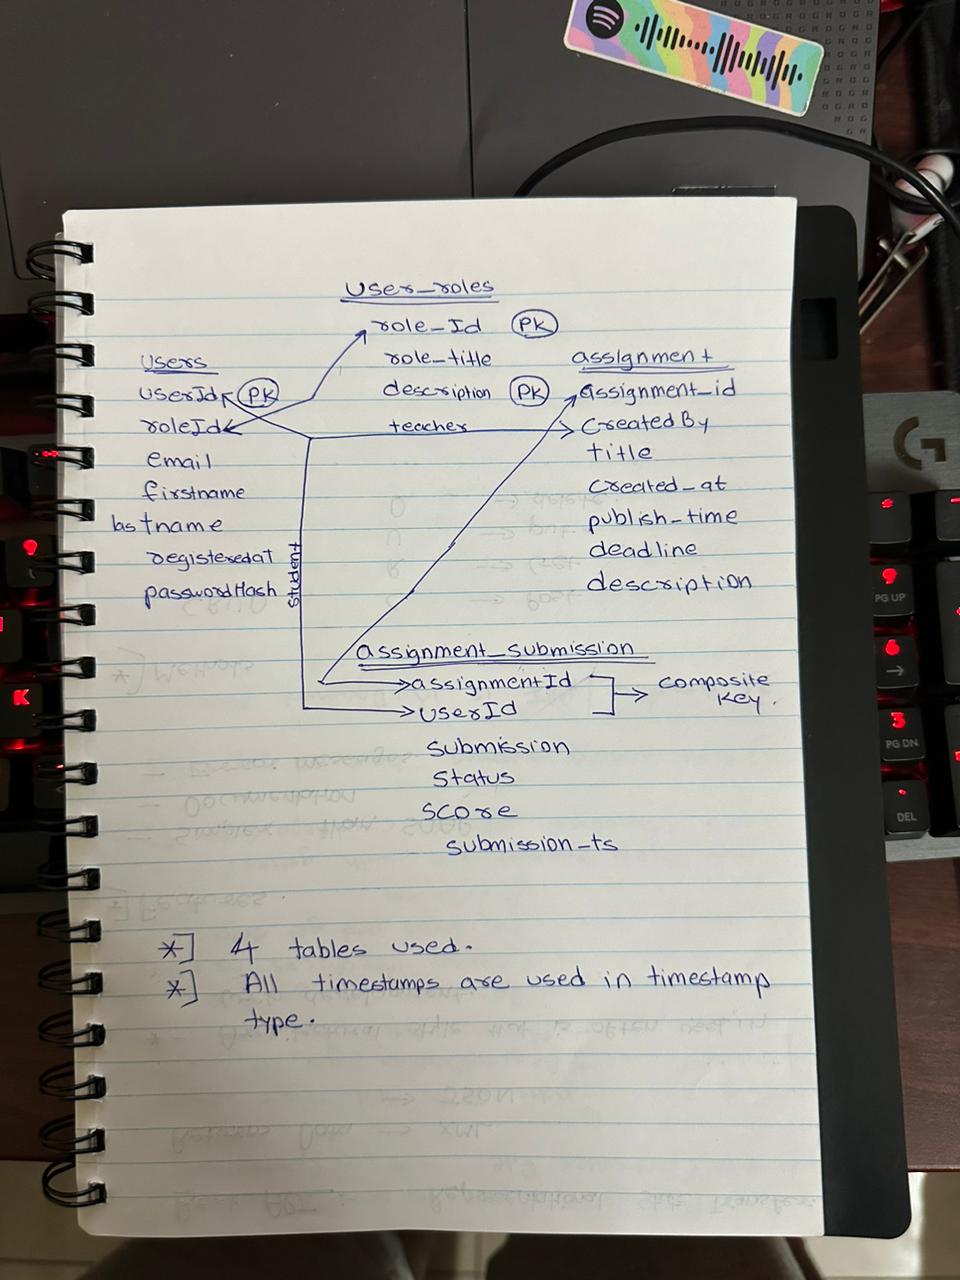 User_roles
role_Id PK
role_title
description
Users
userId PK
roleId
email
firstname
lastname
registeredat
passwordHash
teacher
student
assignment
PK assignment_id
CreatedBy
title
created_at
publish_time
deadline
description
assignment_submission
assignmentId
userId
composite
key.
submission
status
score
submission_ts
*] 4 tables used.
*] All timestamps are used in timestamp
type.
K
PG UP
PG DN
DEL
G